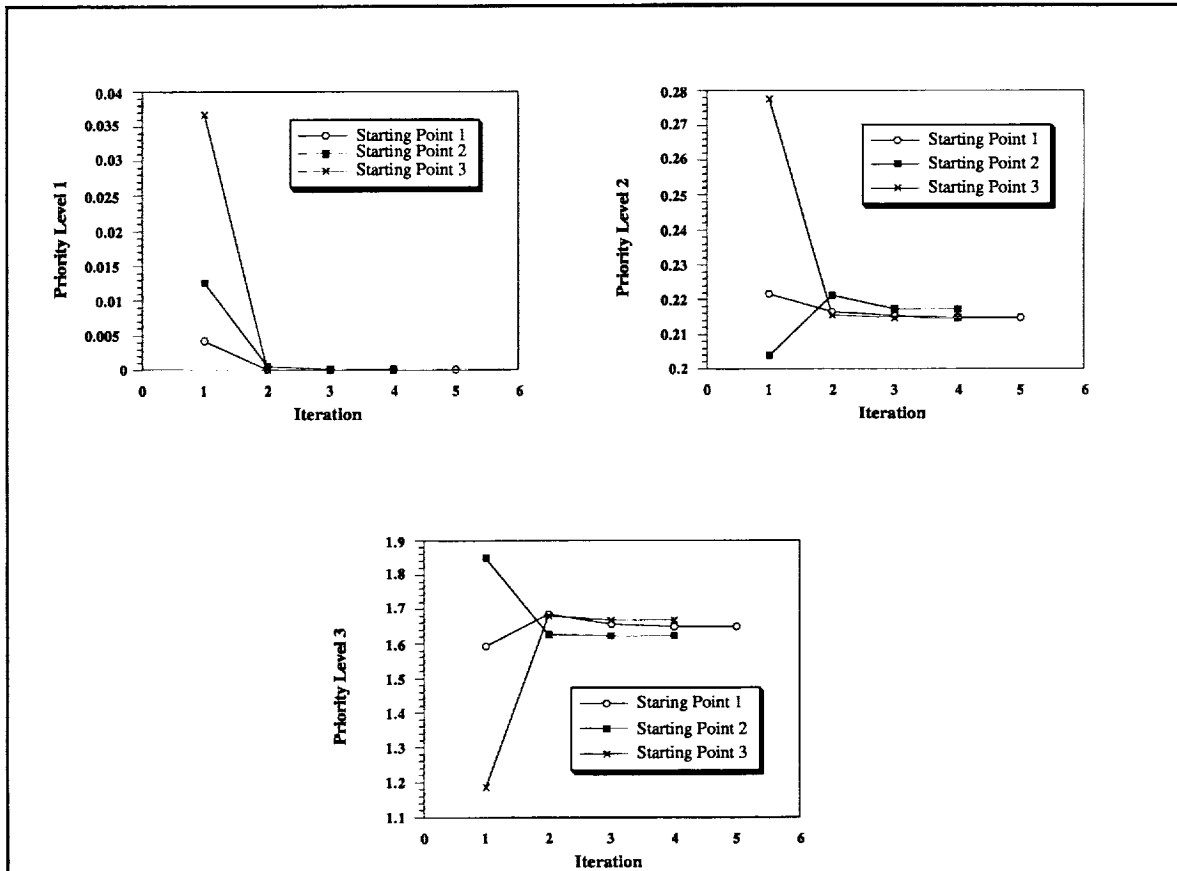 Priority Level 1
0.04
0.035
0.03
0.025
0.02
0.015
0.01
0.005
0
0 1 2 3 4 5 6
Iteration
Starting Point 1
Starting Point 2
Starting Point 3
Priority Level 2
0.28
0.27
0.26
0.25
0.24
0.23
0.22
0.21
0.2
0 1 2 3 4 5 6
Iteration
Starting Point 1
Starting Point 2
Starting Point 3
Priority Level 3
1.9
1.8
1.7
1.6
1.5
1.4
1.3
1.2
1.1
0 1 2 3 4 5 6
Iteration
Staring Point 1
Starting Point 2
Starting Point 3